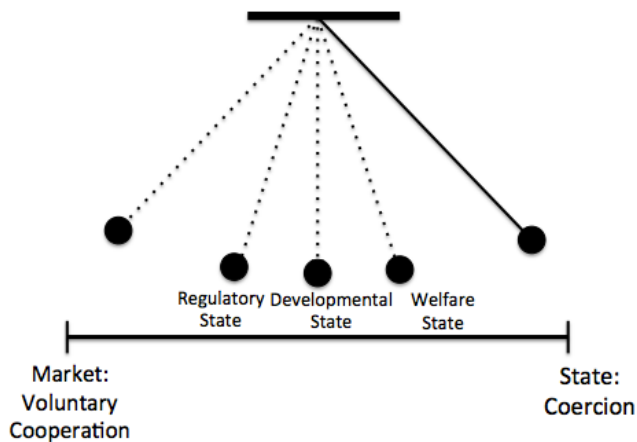 Regulatory Developmental Welfare
State State State
Market:
Voluntary
Cooperation
State:
Coercion